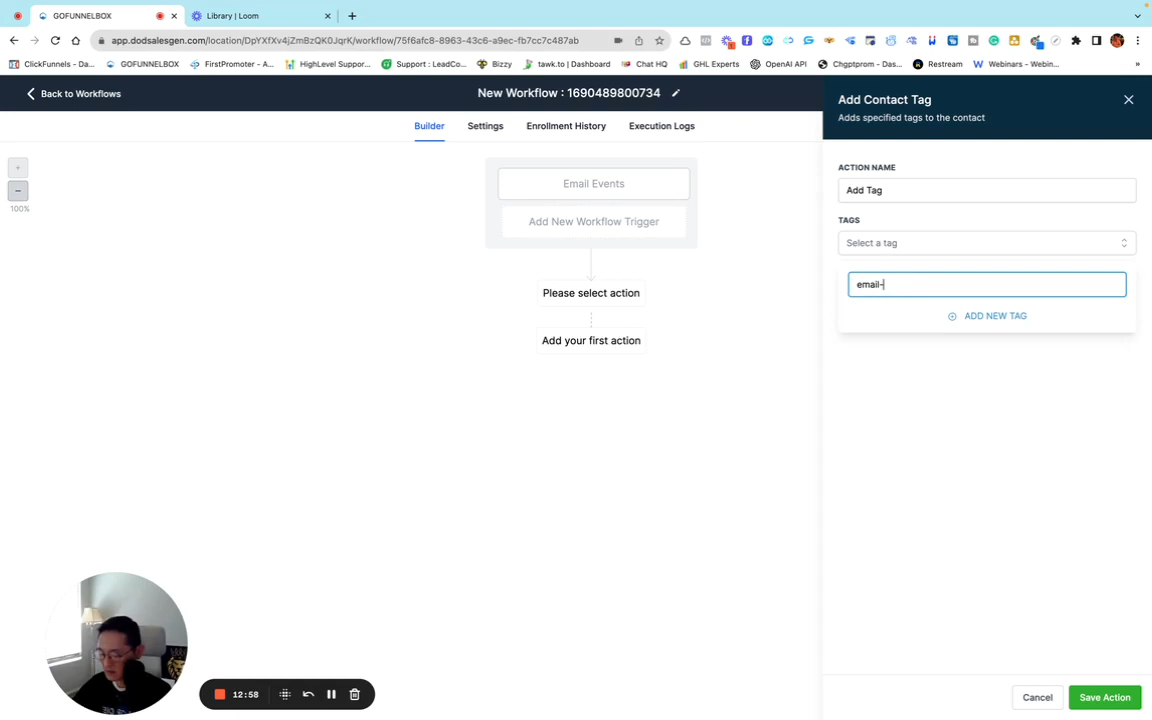 GOFUNNELBOX
Library | Loom
app.dodsalesgen.com/location/DpYXfXv4jZmBzQK0JqrK/workflow/75f6afc8-8963-43c6-a9ec-fb7cc7c487ab
ClickFunnels - Da... GOFUNNELBOX FirstPromoter - A... HighLevel Suppor... Support : LeadCo... Bizzy tawk.to | Dashboard Chat HQ GHL Experts OpenAI API Chgptprom - Das... Restream Webinars - Webin... »
Back to Workflows
New Workflow : 1690489800734
Builder Settings Enrollment History Execution Logs
100%
Email Events
Add New Workflow Trigger
Please select action
Add your first action
Add Contact Tag
Adds specified tags to the contact
ACTION NAME
Add Tag
TAGS
Select a tag
email-
ADD NEW TAG
12:58
Cancel Save Action